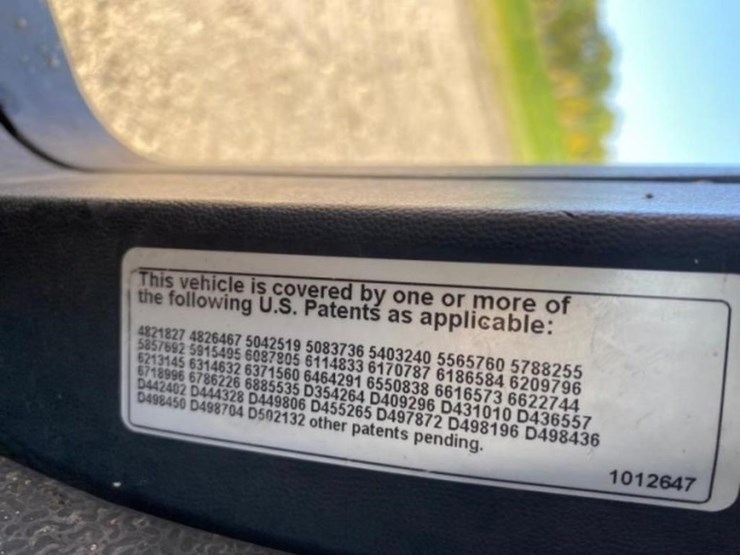 This vehicle is covered by one or more of
the following U.S. Patents as applicable:
4821827 4826467 5042519 5083736 5403240 5565760 5788255
5857692 5915495 6087805 6114833 6170787 6186584 6209796
6213145 6314632 6371560 6464291 6550838 6616573 6622744
6718996 6786226 6885535 D354264 D409296 D431010 D436557
D442402 D444328 D449806 D455265 D497872 D498196 D498436
D498450 D498704 D502132 other patents pending.
1012647